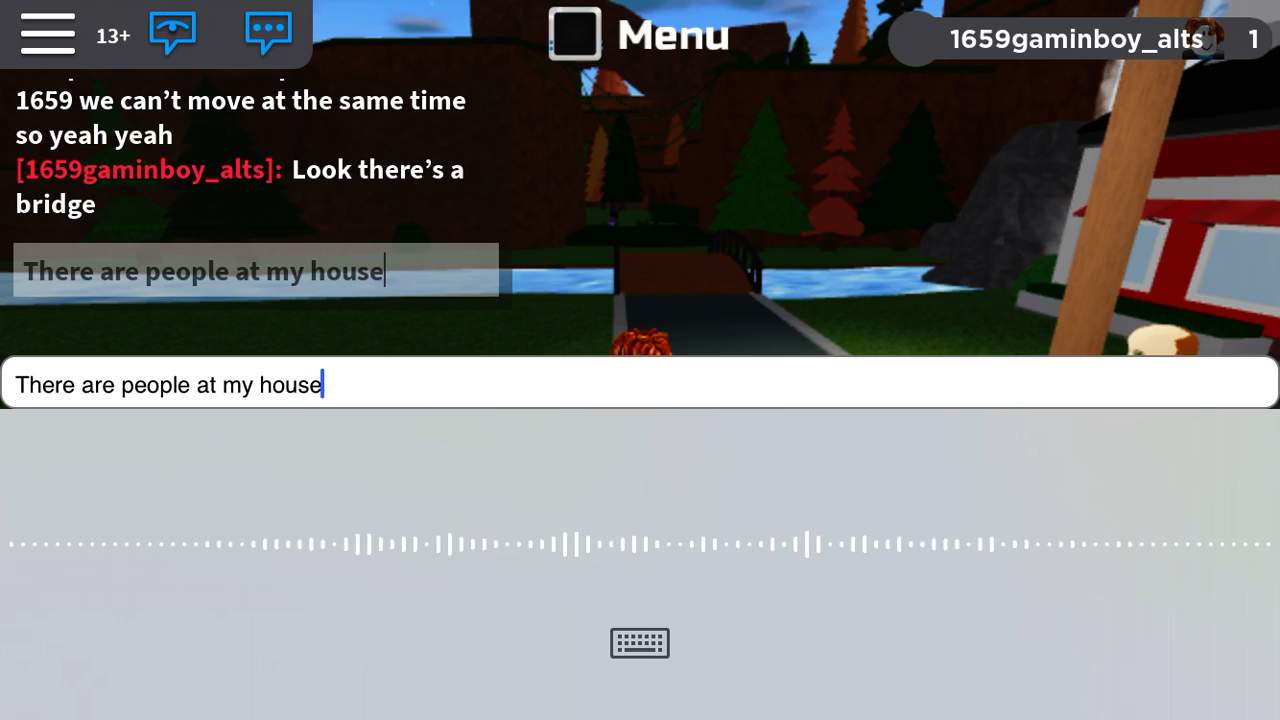 13+
Menu
1659gaminboy_alts 1
1659 we can’t move at the same time
so yeah yeah
[1659gaminboy_alts]: Look there’s a
bridge
There are people at my house
There are people at my house